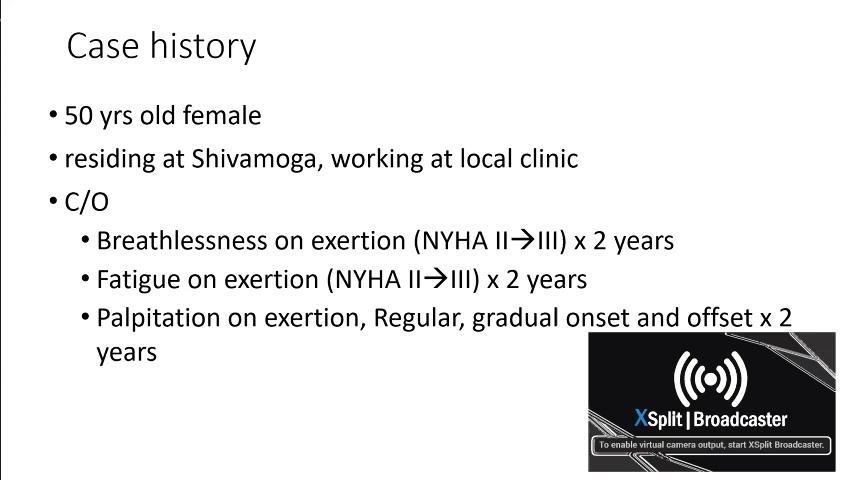 Case history
• 50 yrs old female
• residing at Shivamoga, working at local clinic
• C/O
• Breathlessness on exertion (NYHA II→III) x 2 years
• Fatigue on exertion (NYHA II→III) x 2 years
• Palpitation on exertion, Regular, gradual onset and offset x 2
years
XSplit | Broadcaster
To enable virtual camera output, start XSplit Broadcaster.